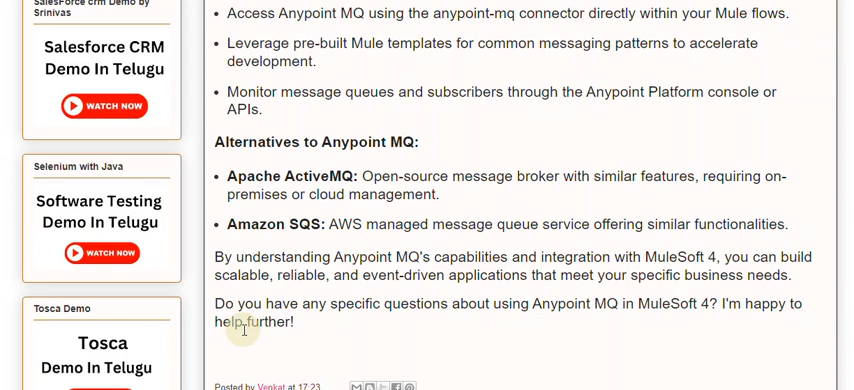 SalesForce crm Demo by
Srinivas
Salesforce CRM
Demo In Telugu
WATCH NOW
Selenium with Java
Software Testing
Demo In Telugu
WATCH NOW
Tosca Demo
Tosca
Demo In Telugu
• Access Anypoint MQ using the anypoint-mq connector directly within your Mule flows.
• Leverage pre-built Mule templates for common messaging patterns to accelerate
development.
• Monitor message queues and subscribers through the Anypoint Platform console or
APIs.
Alternatives to Anypoint MQ:
• Apache ActiveMQ: Open-source message broker with similar features, requiring on-
premises or cloud management.
• Amazon SQS: AWS managed message queue service offering similar functionalities.
By understanding Anypoint MQ's capabilities and integration with MuleSoft 4, you can build
scalable, reliable, and event-driven applications that meet your specific business needs.
Do you have any specific questions about using Anypoint MQ in MuleSoft 4? I'm happy to
help further!
Posted by Venkat at 17:23